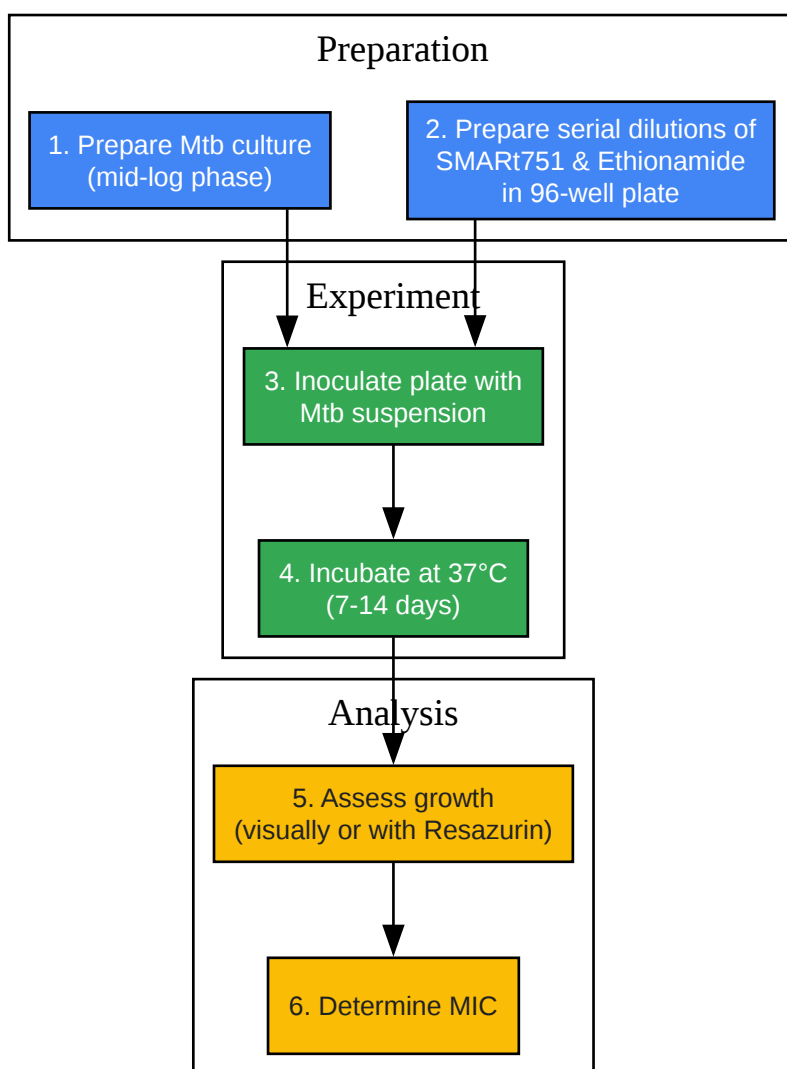 Preparation
1. Prepare Mtb culture
(mid-log phase)
2. Prepare serial dilutions of
SMARt751 & Ethionamide
in 96-well plate
Experiment
3. Inoculate plate with
Mtb suspension
4. Incubate at 37°C
(7-14 days)
Analysis
5. Assess growth
(visually or with Resazurin)
6. Determine MIC